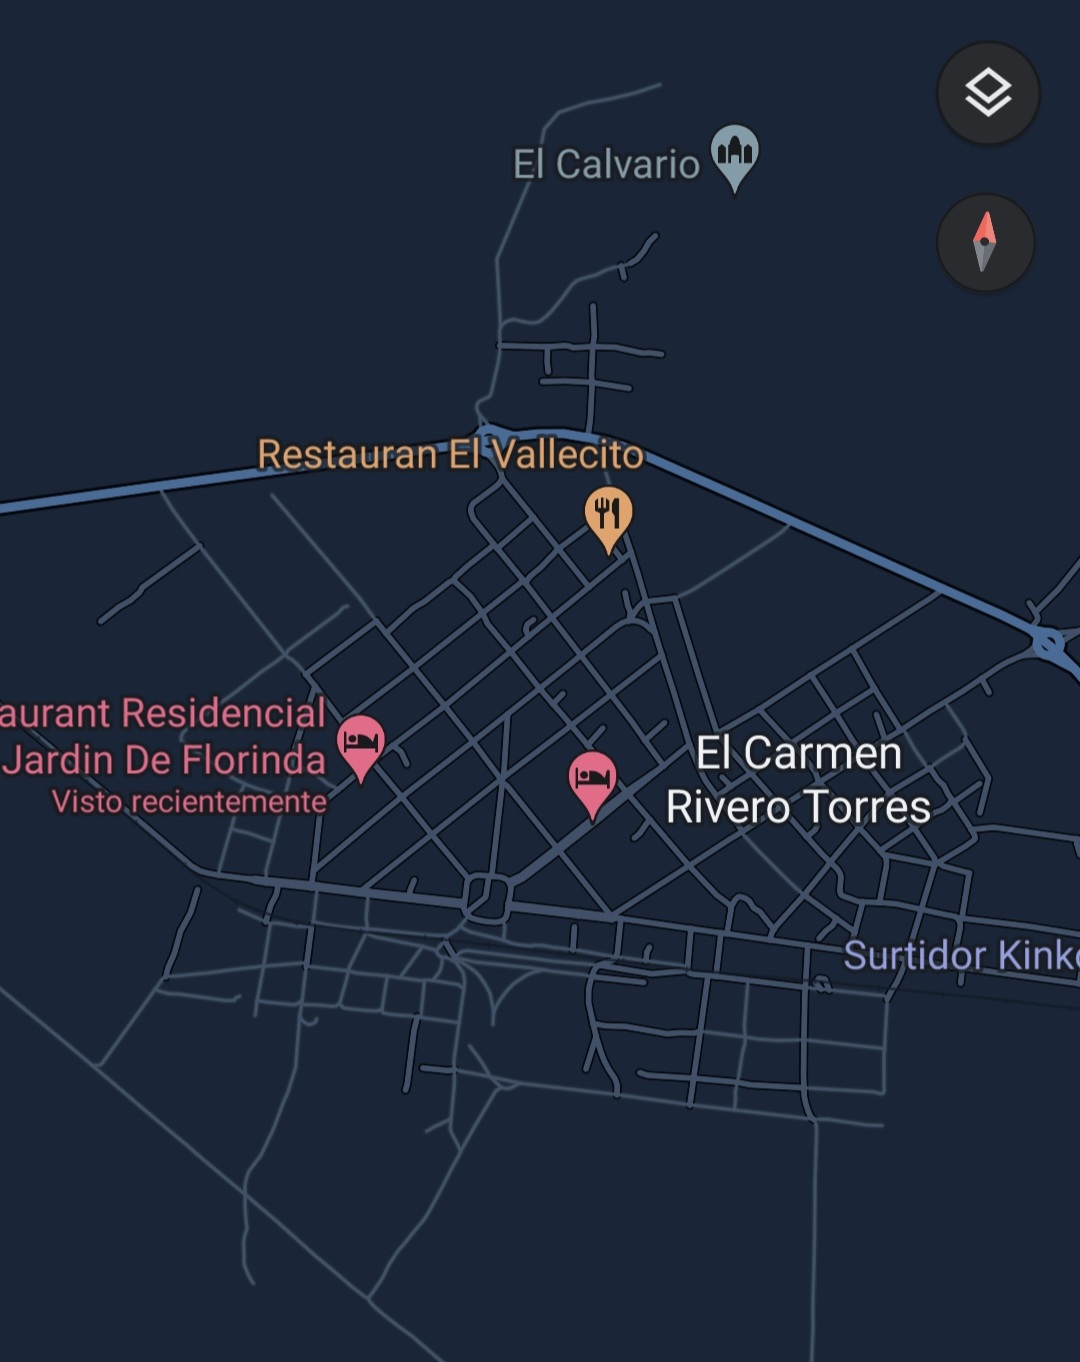 El Calvario
Restauran El Vallecito
aurant Residencial
Jardin De Florinda
Visto recientemente
El Carmen
Rivero Torres
Surtidor Kink